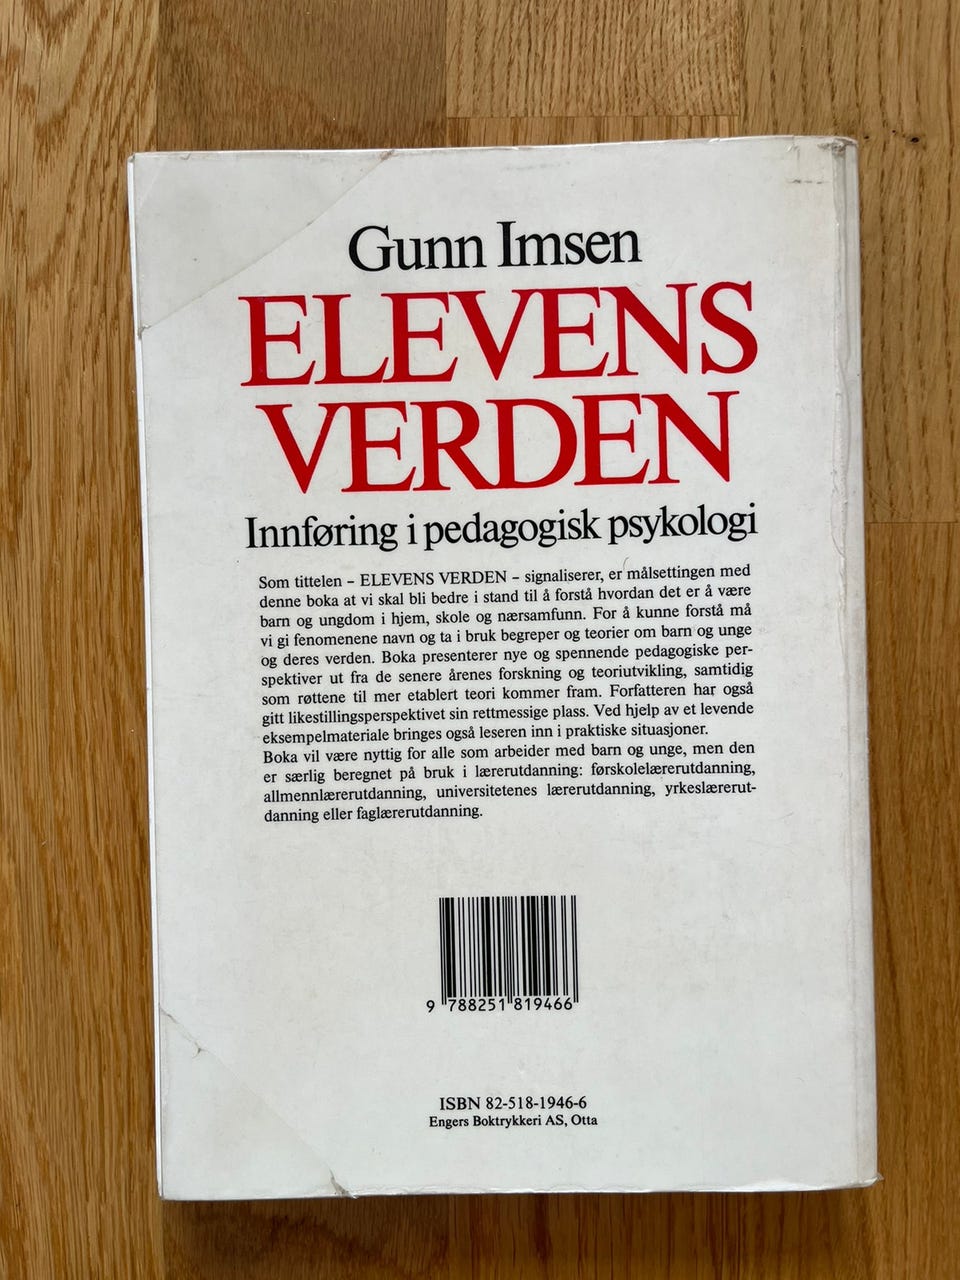 Gunn Imsen
ELEVENS
VERDEN
Innføring i pedagogisk psykologi
Som tittelen – ELEVENS VERDEN – signaliserer, er målsettingen med
denne boka at vi skal bli bedre i stand til å forstå hvordan det er å være
barn og ungdom i hjem, skole og nærsamfunn. For å kunne forstå må
vi gi fenomenene navn og ta i bruk begreper og teorier om barn og unge
og deres verden. Boka presenterer nye og spennende pedagogiske per-
spektiver ut fra de senere årenes forskning og teoriutvikling, samtidig
som røttene til mer etablert teori kommer fram. Forfatteren har også
gitt likestillingsperspektivet sin rettmessige plass. Ved hjelp av et levende
eksempelmateriale bringes også leseren inn i praktiske situasjoner.
Boka vil være nyttig for alle som arbeider med barn og unge, men den
er særlig beregnet på bruk i lærerutdanning: førskolelærerutdanning,
allmennlærerutdanning, universitetenes lærerutdanning, yrkeslærerut-
danning eller faglærerutdanning.
9 788251 819466
ISBN 82-518-1946-6
Engers Boktrykkeri AS, Otta